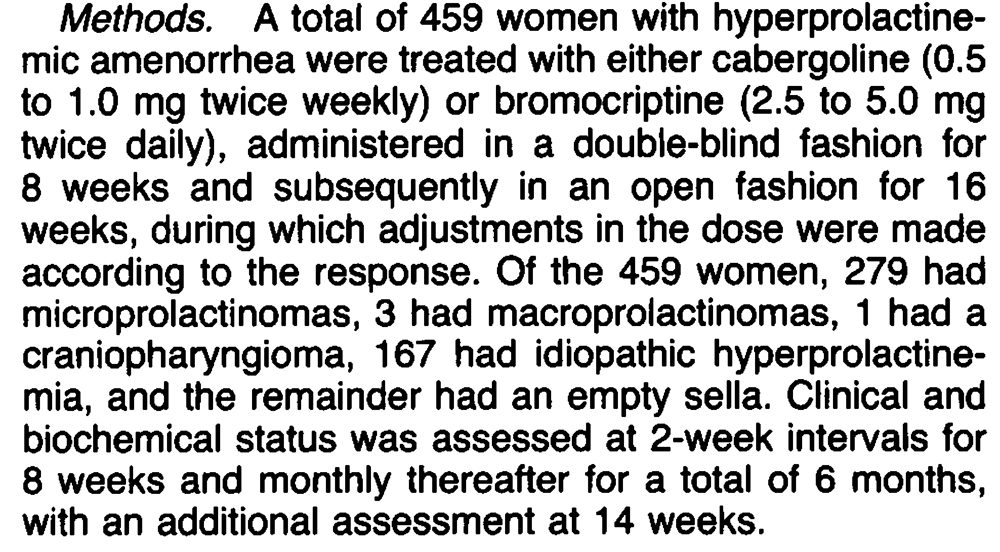 Methods. A total of 459 women with hyperprolactine-
mic amenorrhea were treated with either cabergoline (0.5
to 1.0 mg twice weekly) or bromocriptine (2.5 to 5.0 mg
twice daily), administered in a double-blind fashion for
8 weeks and subsequently in an open fashion for 16
weeks, during which adjustments in the dose were made
according to the response. Of the 459 women, 279 had
microprolactinomas, 3 had macroprolactinomas, 1 had a
craniopharyngioma, 167 had idiopathic hyperprolactine-
mia, and the remainder had an empty sella. Clinical and
biochemical status was assessed at 2-week intervals for
8 weeks and monthly thereafter for a total of 6 months,
with an additional assessment at 14 weeks.